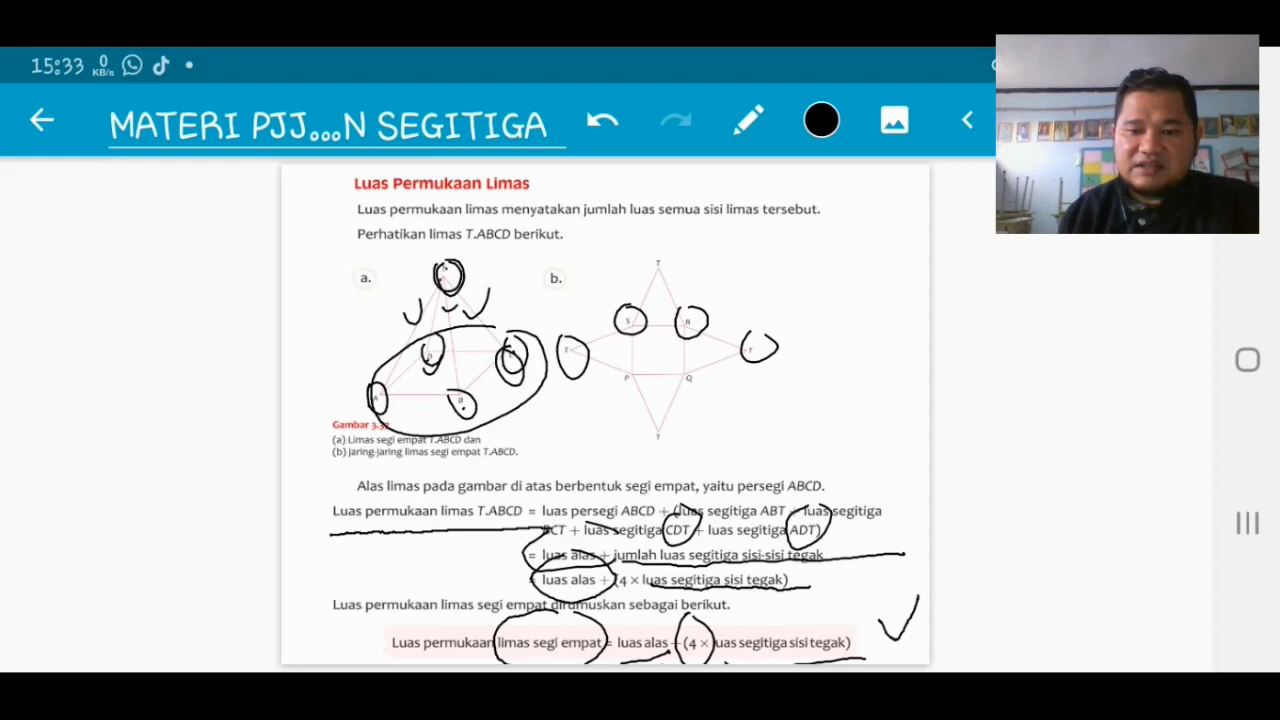 15:33 0 KB/s
MATERI PJJ...N SEGITIGA
Luas Permukaan Limas
Luas permukaan limas menyatakan jumlah luas semua sisi limas tersebut.
Perhatikan limas T.ABCD berikut.
a.
b.
T
S
R
T
T
P
Q
T
D
A
B
Gambar 3.37
(a) Limas segi empat T.ABCD dan
(b) jaring-jaring limas segi empat T.ABCD.
Alas limas pada gambar di atas berbentuk segi empat, yaitu persegi ABCD.
Luas permukaan limas T.ABCD = luas persegi ABCD + (luas segitiga ABT + luas segitiga
BCT + luas segitiga CDT + luas segitiga ADT)
= luas alas + jumlah luas segitiga sisi-sisi tegak
= luas alas + (4 × luas segitiga sisi tegak)
Luas permukaan limas segi empat dirumuskan sebagai berikut.
Luas permukaan limas segi empat = luas alas + (4 × luas segitiga sisi tegak)